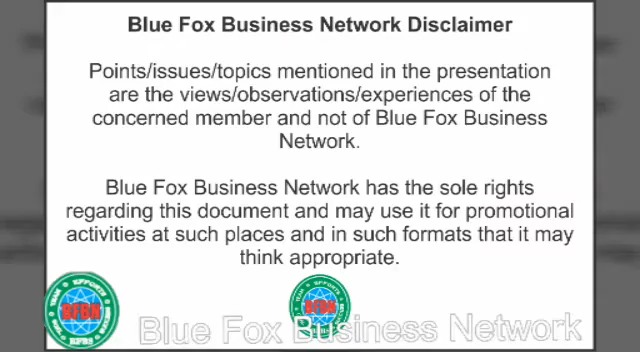 Blue Fox Business Network Disclaimer
Points/issues/topics mentioned in the presentation
are the views/observations/experiences of the
concerned member and not of Blue Fox Business
Network.
Blue Fox Business Network has the sole rights
regarding this document and may use it for promotional
activities at such places and in such formats that it may
think appropriate.
TEAM EFFORTS
BFBN
BFBN
Blue Fox Business Network